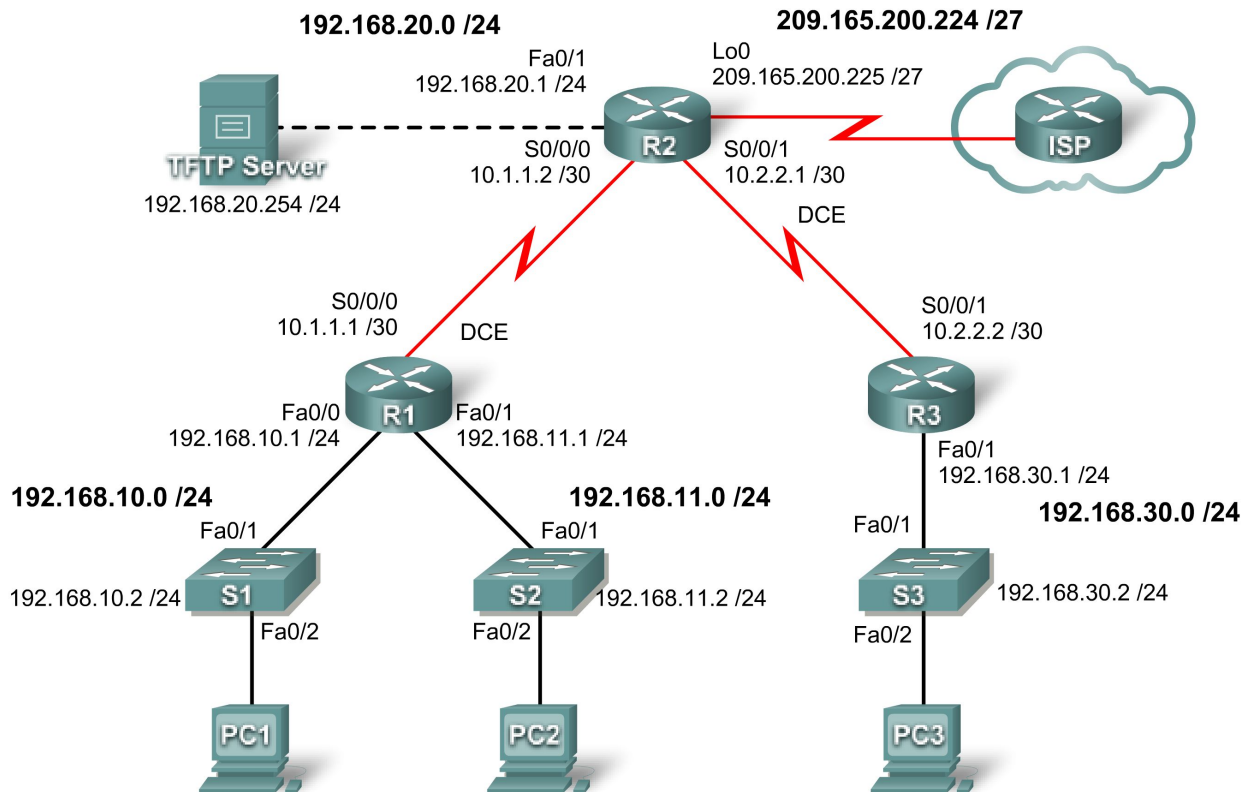 192.168.20.0 /24
209.165.200.224 /27
Fa0/1
192.168.20.1 /24
Lo0
209.165.200.225 /27
TFTP Server
192.168.20.254 /24
R2
ISP
S0/0/0
10.1.1.2 /30
S0/0/1
10.2.2.1 /30
DCE
S0/0/0
10.1.1.1 /30
DCE
S0/0/1
10.2.2.2 /30
R1
R3
Fa0/0
192.168.10.1 /24
Fa0/1
192.168.11.1 /24
Fa0/1
192.168.30.1 /24
192.168.10.0 /24
192.168.11.0 /24
192.168.30.0 /24
Fa0/1
Fa0/1
Fa0/1
192.168.10.2 /24
S1
S2
192.168.11.2 /24
S3
192.168.30.2 /24
Fa0/2
Fa0/2
Fa0/2
PC1
PC2
PC3